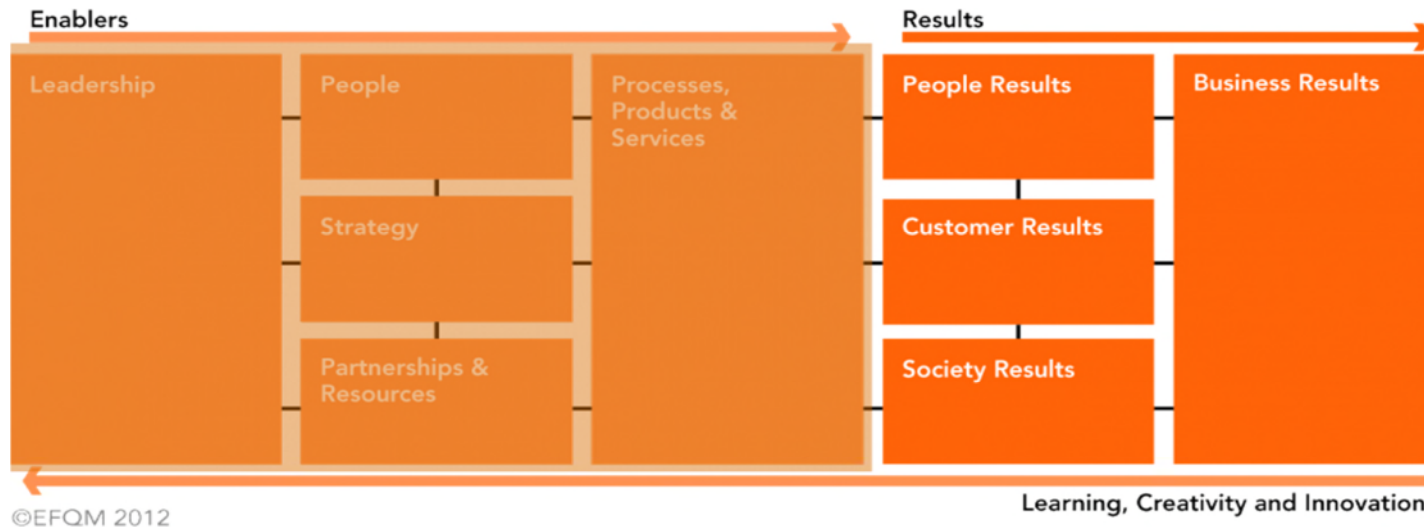 Enablers
Results
Leadership
People
Processes,
Products &
Services
People Results
Business Results
Strategy
Customer Results
Partnerships &
Resources
Society Results
Learning, Creativity and Innovation
©EFQM 2012